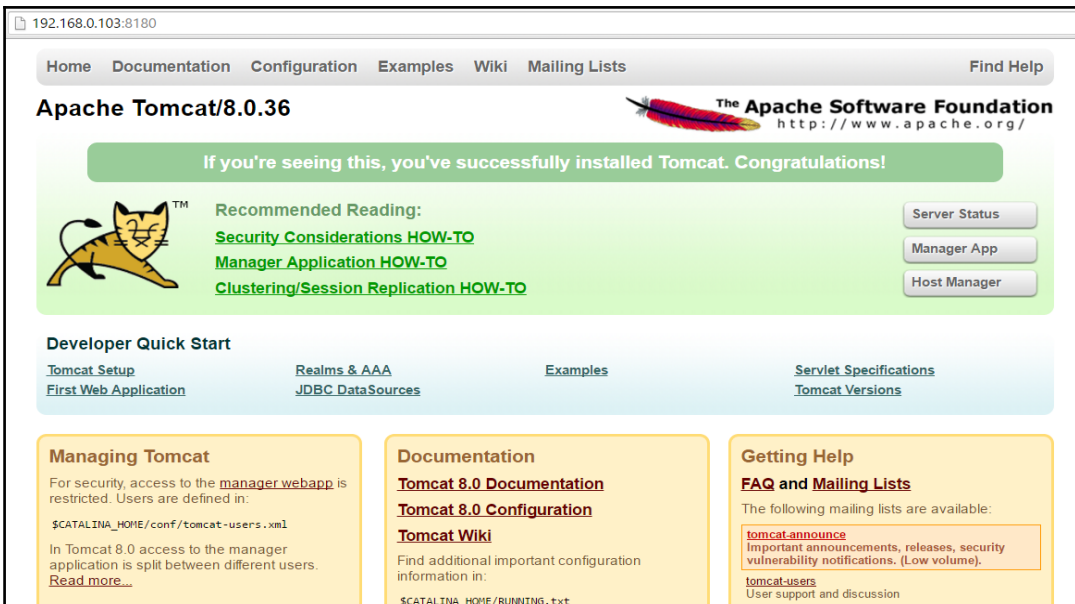 192.168.0.103:8180
Home Documentation Configuration Examples Wiki Mailing Lists Find Help
Apache Tomcat/8.0.36
The Apache Software Foundation
http://www.apache.org/
If you're seeing this, you've successfully installed Tomcat. Congratulations!
TM
Recommended Reading:
Security Considerations HOW-TO
Manager Application HOW-TO
Clustering/Session Replication HOW-TO
Server Status
Manager App
Host Manager
Developer Quick Start
Tomcat Setup
First Web Application
Realms & AAA
JDBC DataSources
Examples
Servlet Specifications
Tomcat Versions
Managing Tomcat
For security, access to the manager webapp is
restricted. Users are defined in:
$CATALINA_HOME/conf/tomcat-users.xml
In Tomcat 8.0 access to the manager
application is split between different users.
Read more...
Documentation
Tomcat 8.0 Documentation
Tomcat 8.0 Configuration
Tomcat Wiki
Find additional important configuration
information in:
$CATALINA_HOME/RUNNING.txt
Getting Help
FAQ and Mailing Lists
The following mailing lists are available:
tomcat-announce
Important announcements, releases, security
vulnerability notifications. (Low volume).
tomcat-users
User support and discussion